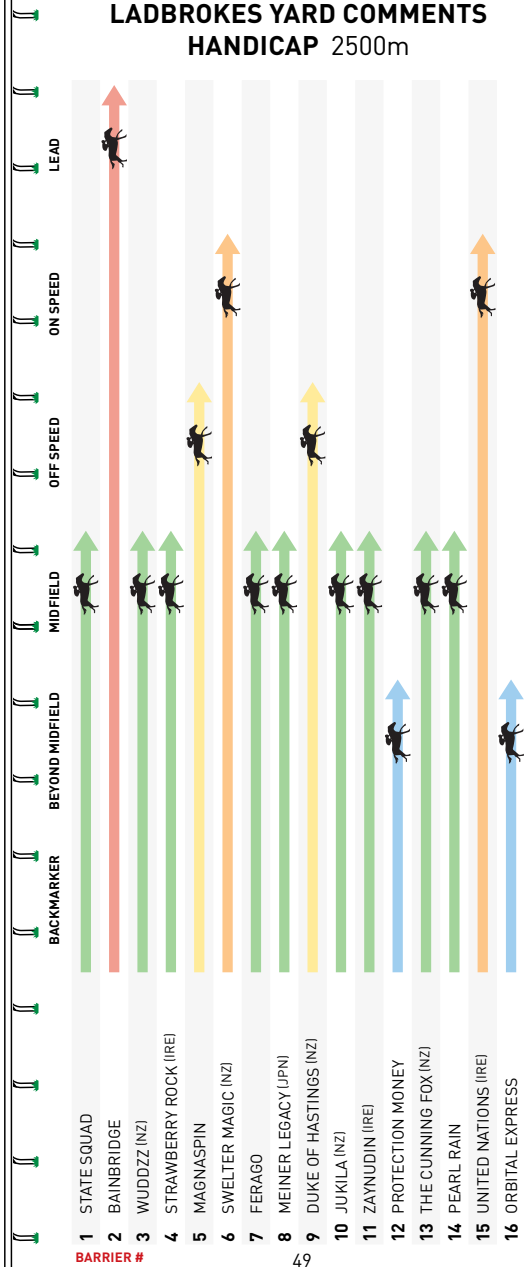 LADBROKES YARD COMMENTS
HANDICAP 2500m
LEAD
ON SPEED
OFF SPEED
MIDFIELD
BEYOND MIDFIELD
BACKMARKER
1 STATE SQUAD
2 BAINBRIDGE
3 WUDDZZ (NZ)
4 STRAWBERRY ROCK (IRE)
5 MAGNASPIN
6 SWELTER MAGIC (NZ)
7 FERAGO
8 MEINER LEGACY (JPN)
9 DUKE OF HASTINGS (NZ)
10 JUKILA (NZ)
11 ZAYNUDIN (IRE)
12 PROTECTION MONEY
13 THE CUNNING FOX (NZ)
14 PEARL RAIN
15 UNITED NATIONS (IRE)
16 ORBITAL EXPRESS
BARRIER #
49